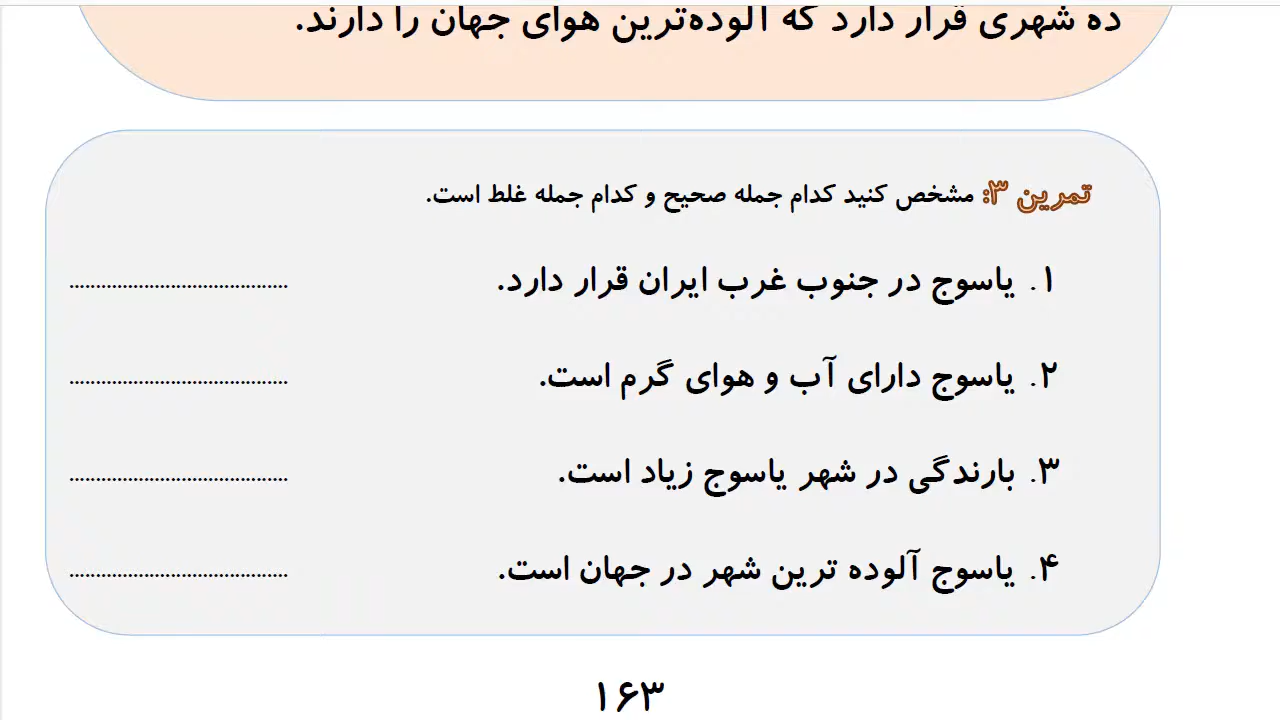 ده شهری قرار دارد که آلوده‌ترین هوای جهان را دارند.
تمرین ۳: مشخص کنید کدام جمله صحیح و کدام جمله غلط است.
۱. یاسوج در جنوب غرب ایران قرار دارد. ..........................................
۲. یاسوج دارای آب و هوای گرم است. ..........................................
۳. بارندگی در شهر یاسوج زیاد است. ..........................................
۴. یاسوج آلوده ترین شهر در جهان است. ..........................................
۱۶۳